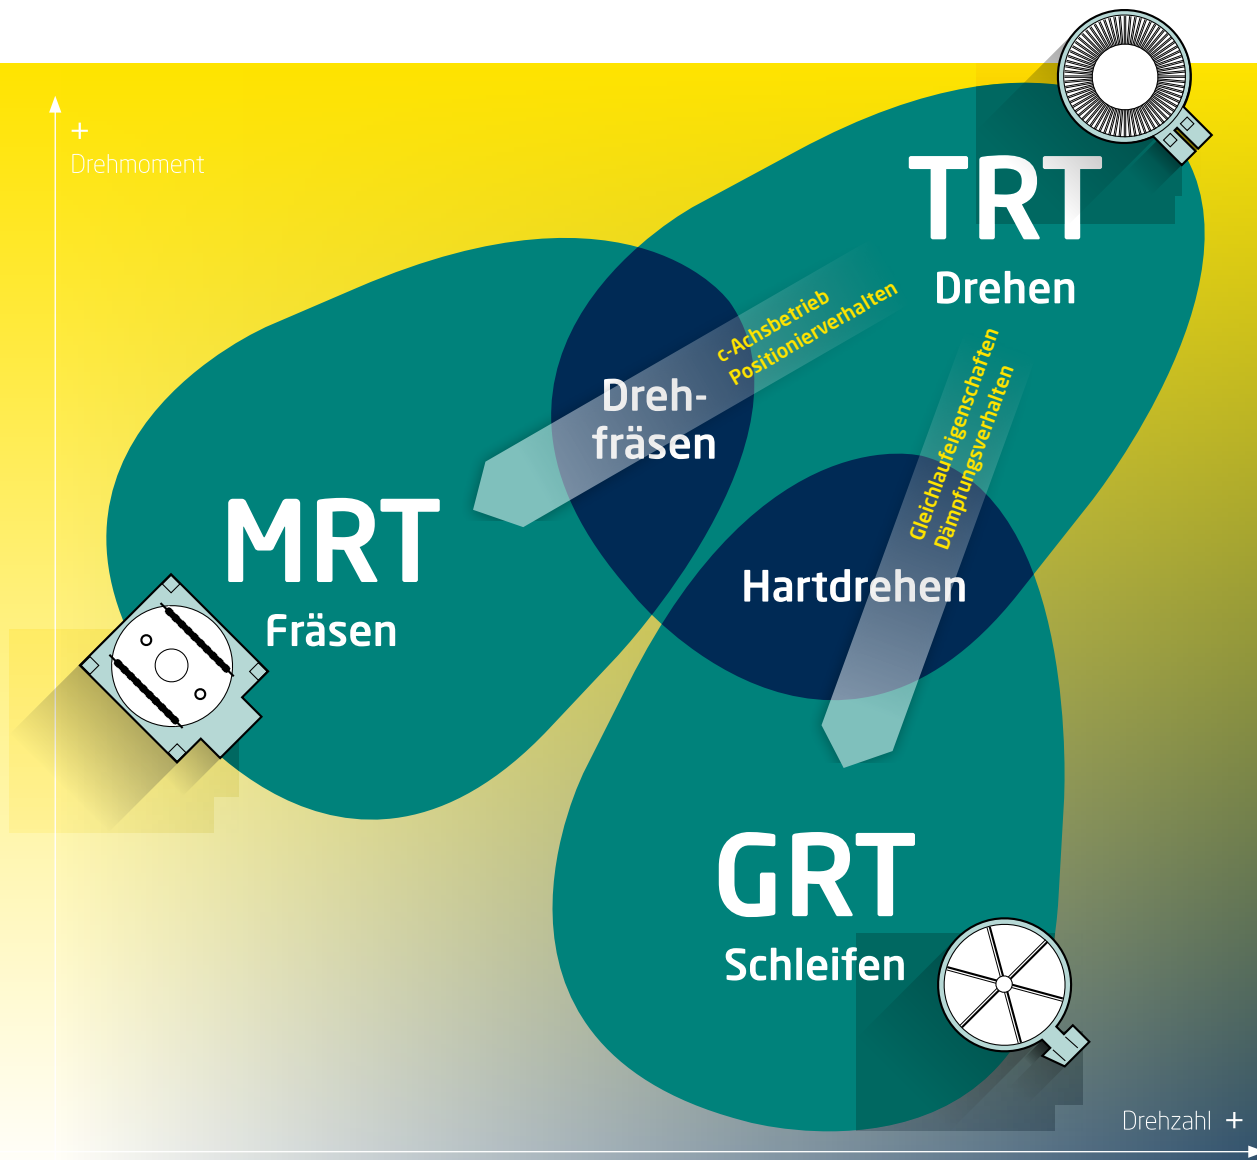 +
Drehmoment
TRT
Drehen
c-Achsbetrieb
Positionierverhalten
Gleichlaufeigenschaften
Dämpfungsverhalten
Dreh-
fräsen
MRT
Fräsen
Hartdrehen
GRT
Schleifen
Drehzahl +